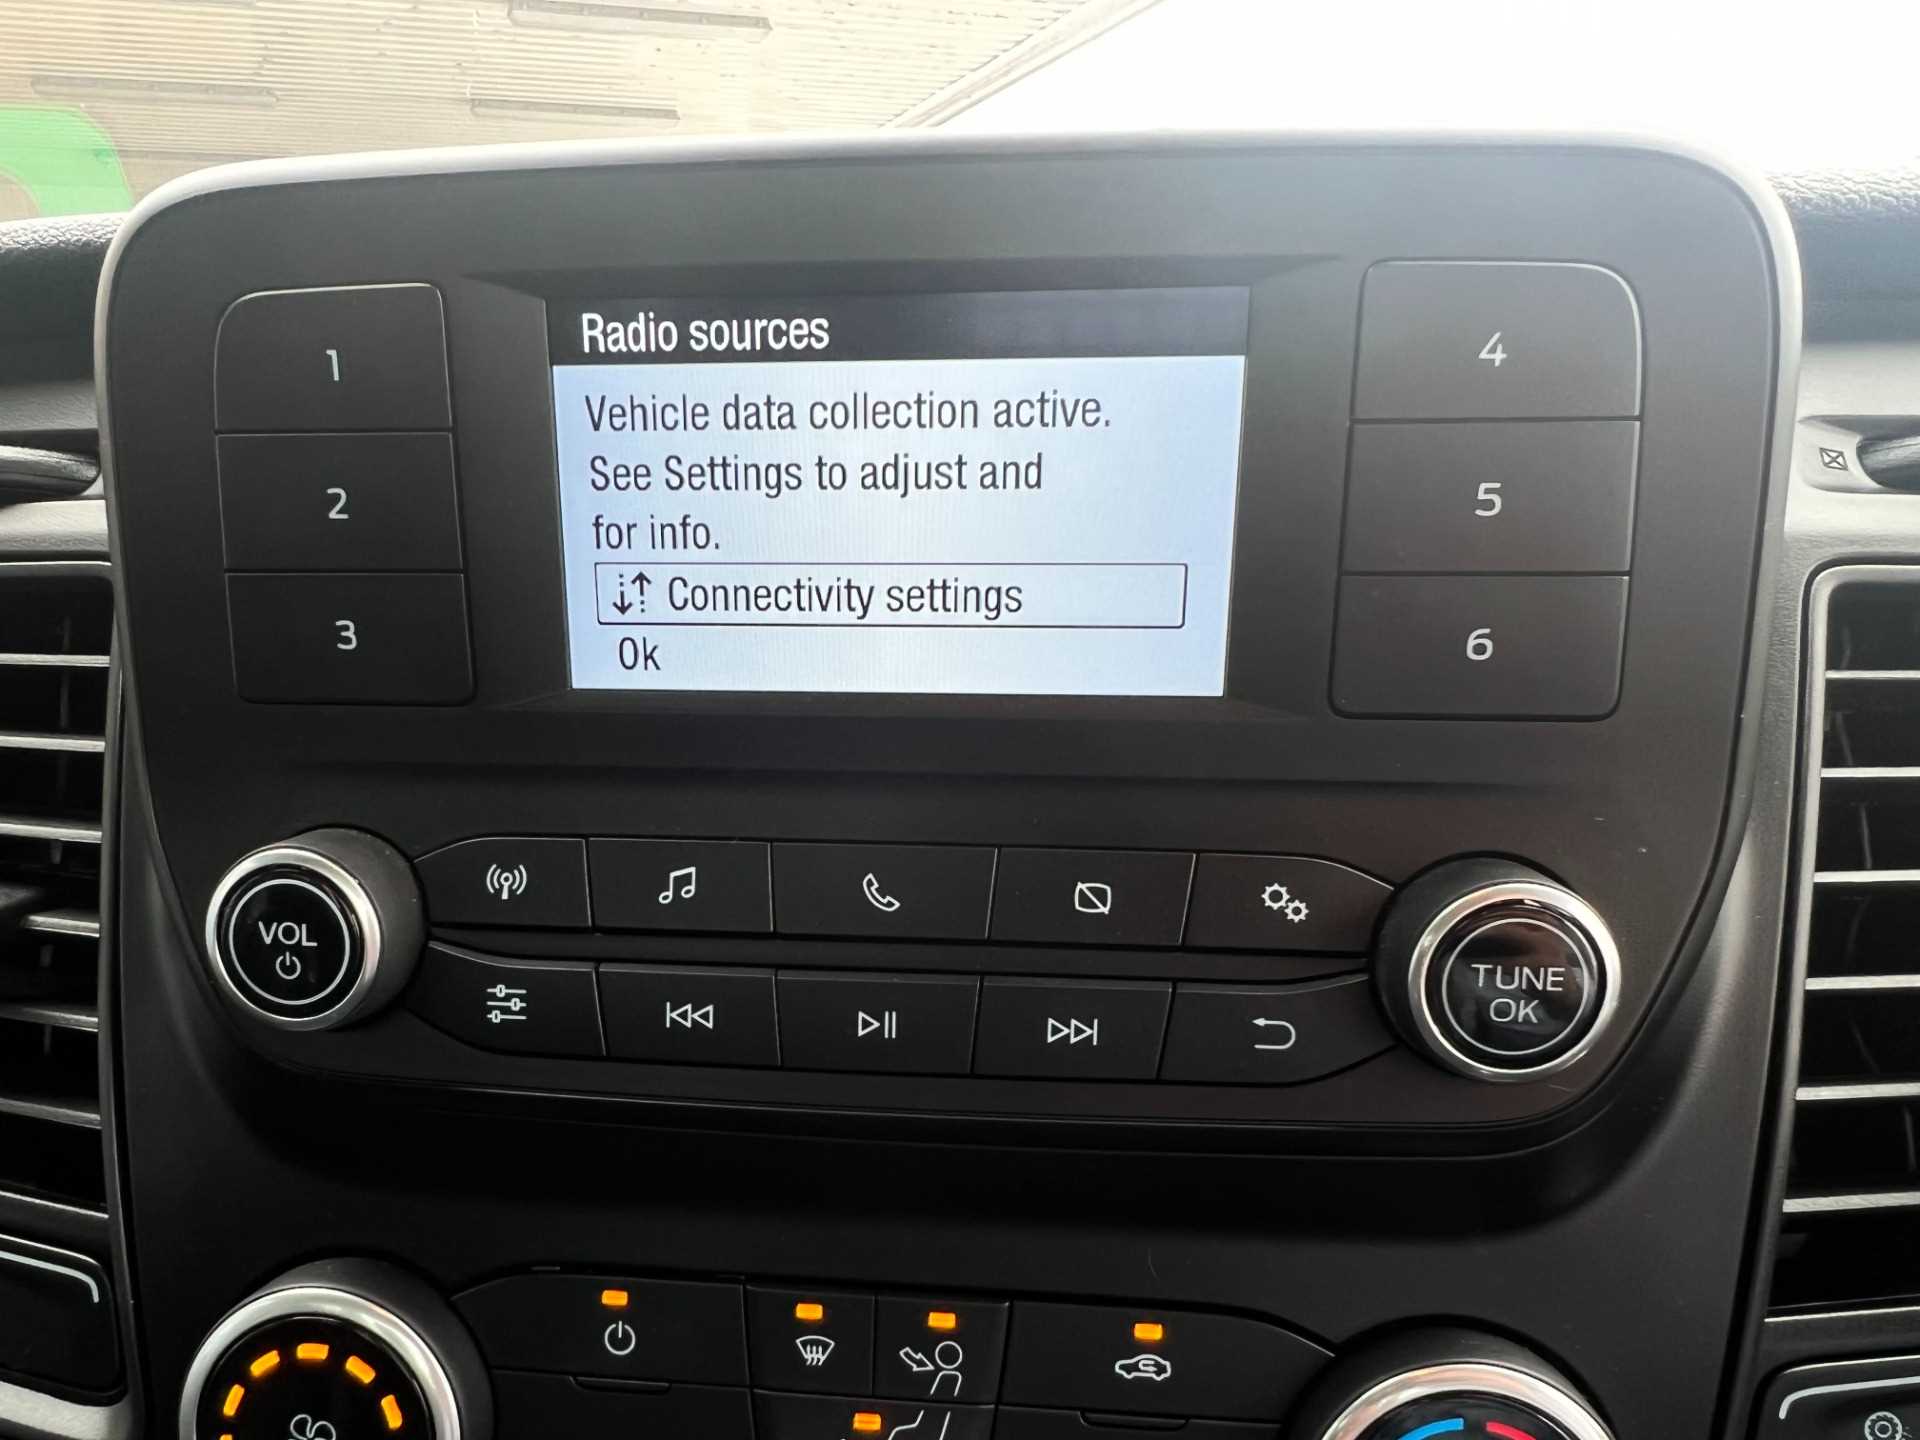 Radio sources
Vehicle data collection active.
See Settings to adjust and
for info.
Connectivity settings
Ok
1
2
3
4
5
6
VOL
TUNE
OK